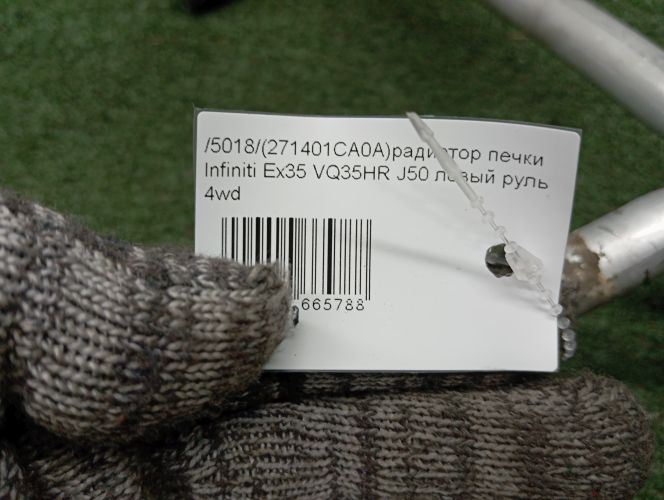 /5018/(271401CA0A)радиатор печки
Infiniti Ex35 VQ35HR J50 левый руль
4wd
665788